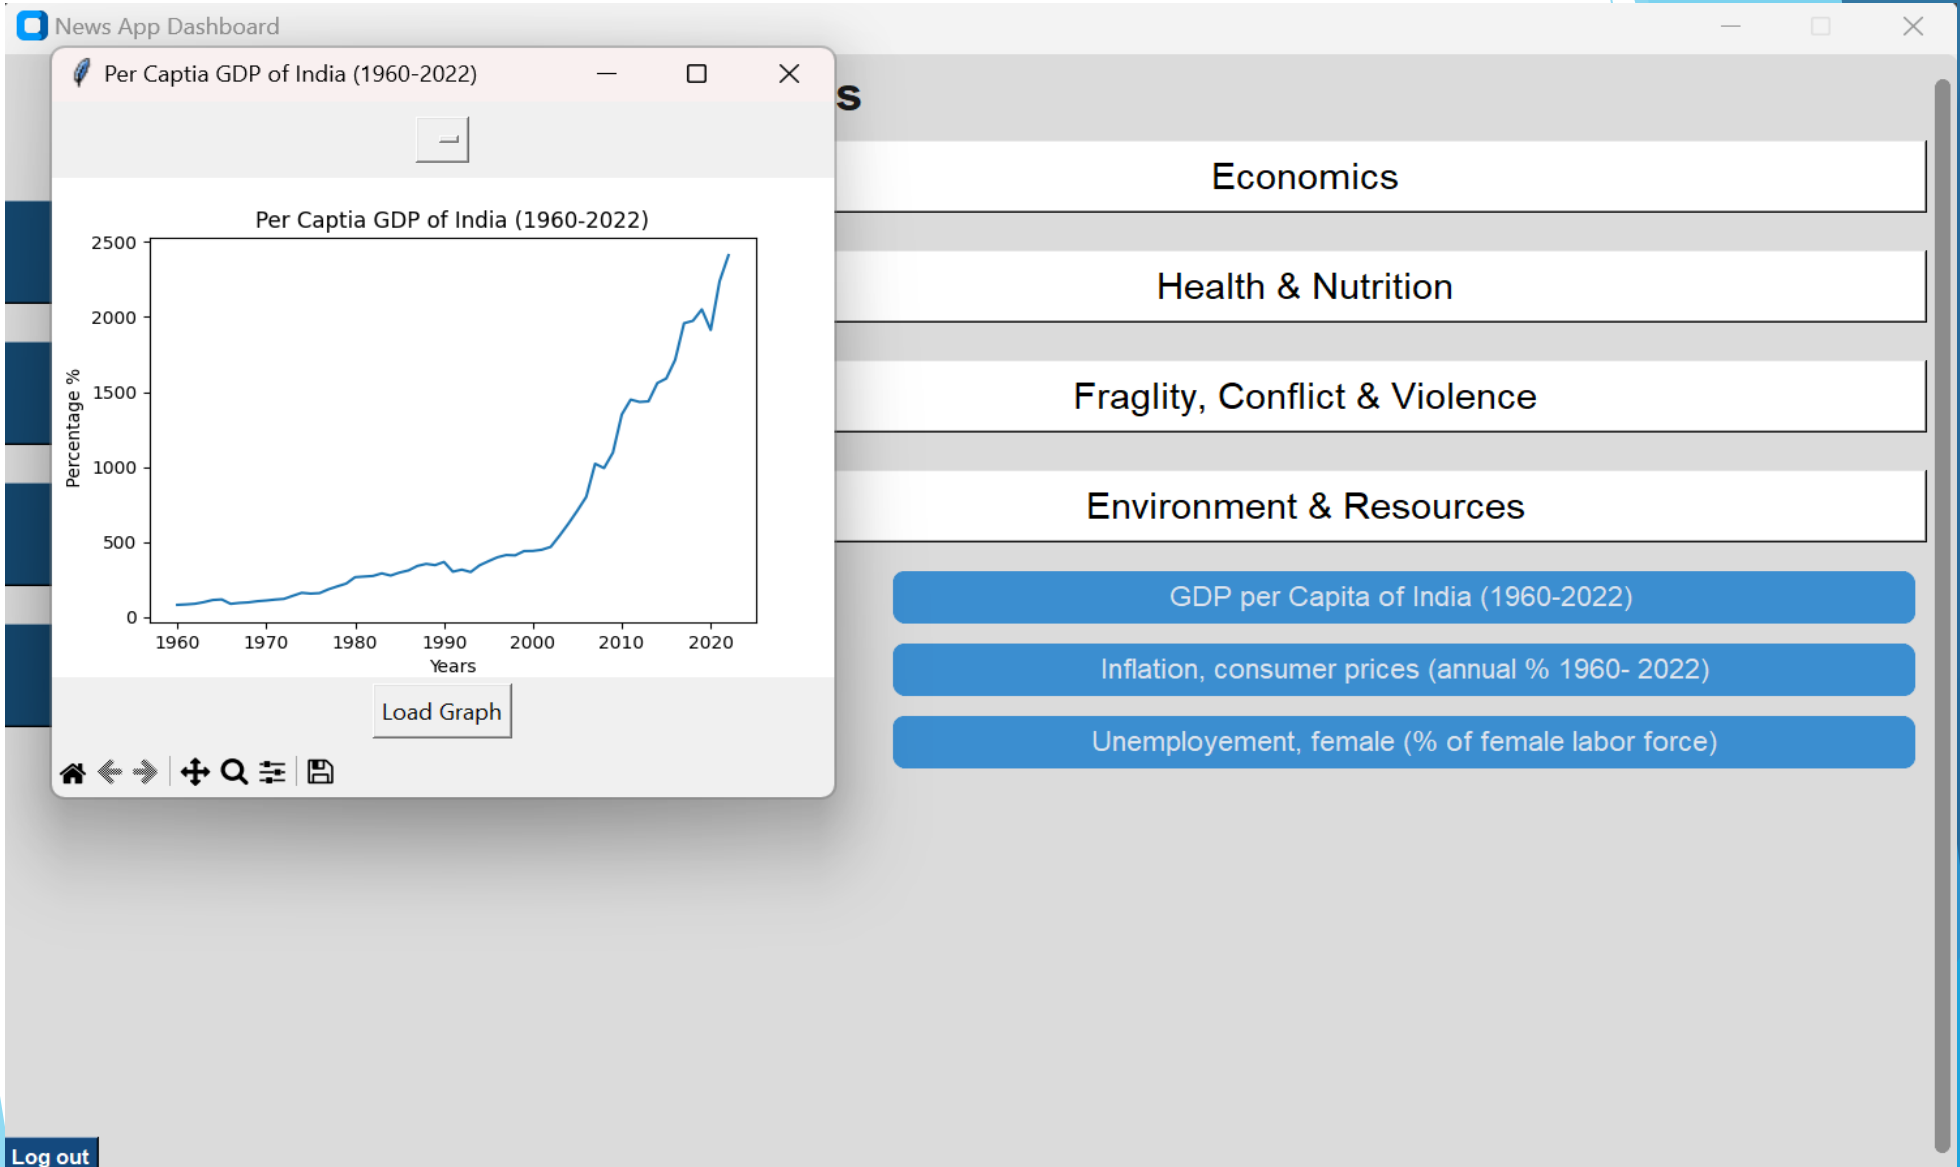 News App Dashboard
Per Captia GDP of India (1960-2022)
s
Per Captia GDP of India (1960-2022)
2500
2000
1500
1000
500
0
Percentage %
1960 1970 1980 1990 2000 2010 2020
Years
Load Graph
Economics
Health & Nutrition
Fraglity, Conflict & Violence
Environment & Resources
GDP per Capita of India (1960-2022)
Inflation, consumer prices (annual % 1960- 2022)
Unemployement, female (% of female labor force)
Log out